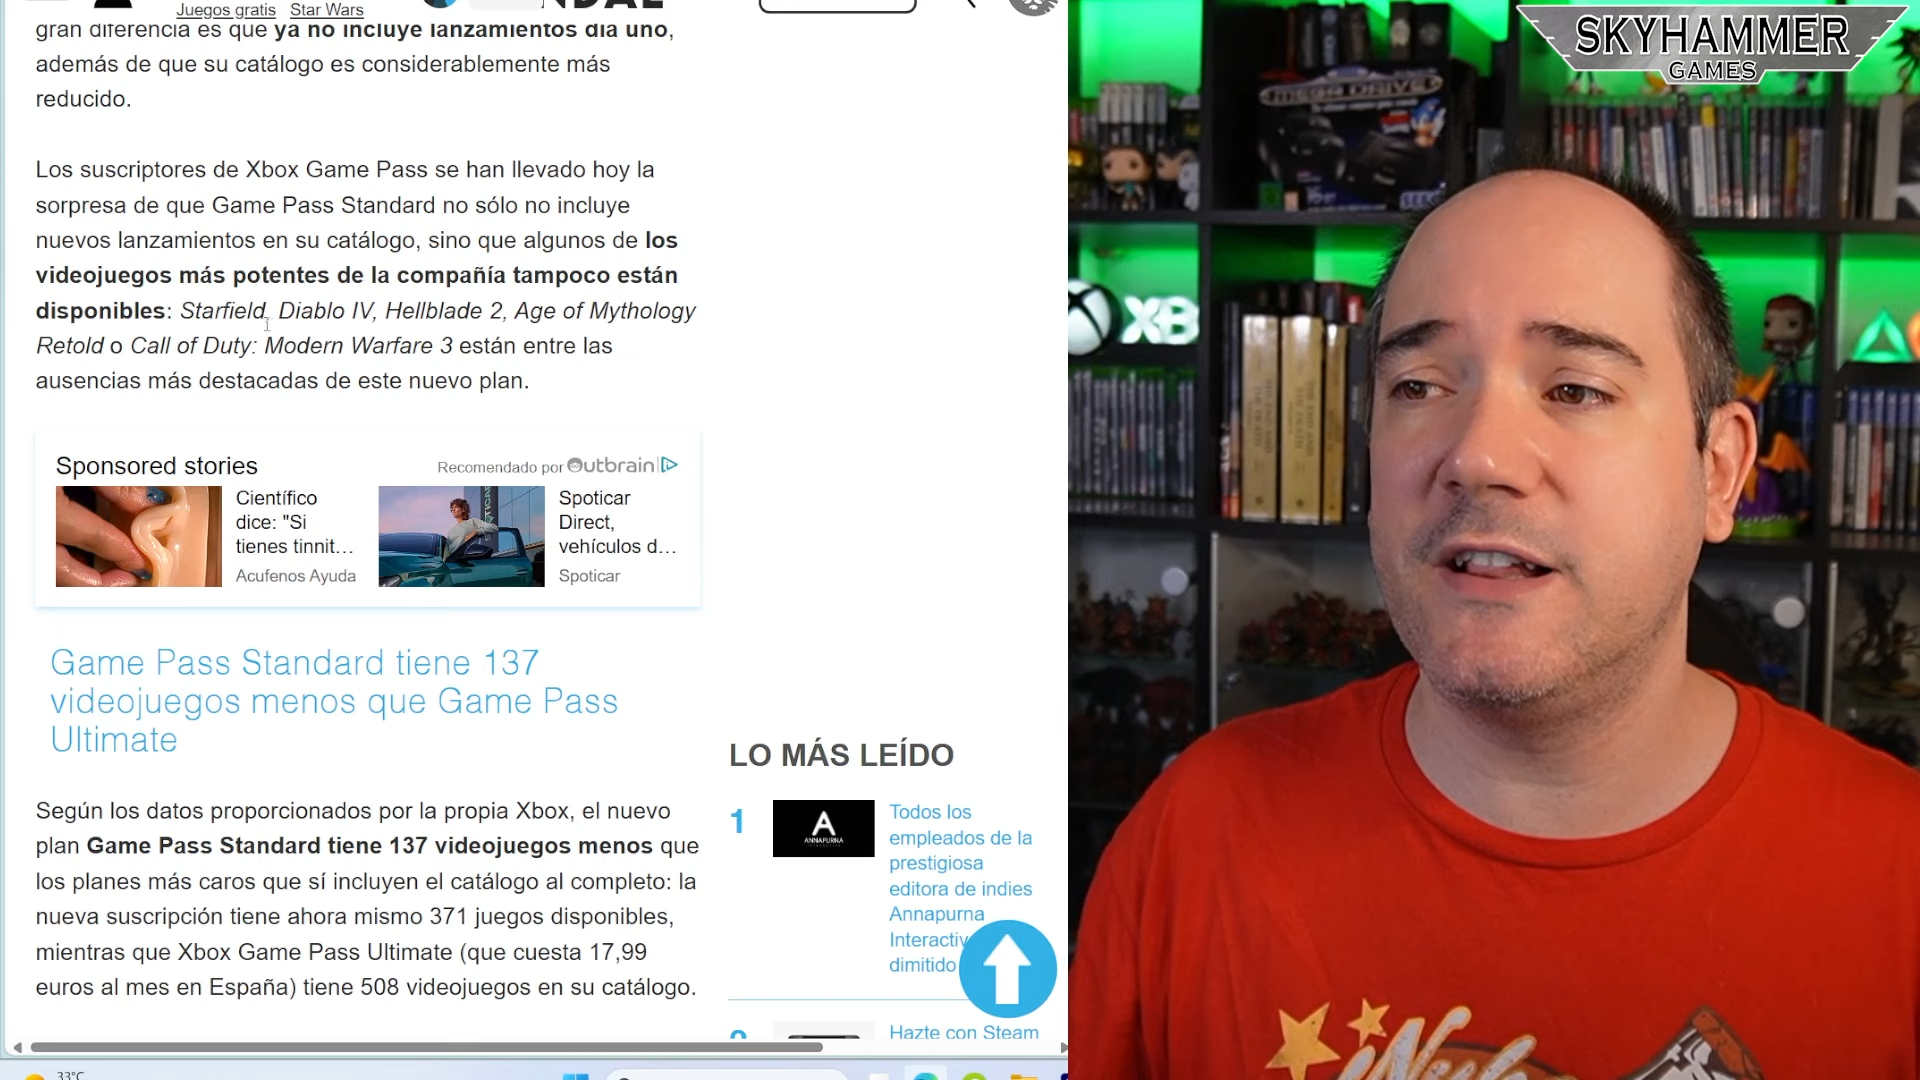 Juegos gratis Star Wars
gran diferencia es que ya no incluye lanzamientos día uno,
además de que su catálogo es considerablemente más
reducido.
Los suscriptores de Xbox Game Pass se han llevado hoy la
sorpresa de que Game Pass Standard no sólo no incluye
nuevos lanzamientos en su catálogo, sino que algunos de los
videojuegos más potentes de la compañía tampoco están
disponibles: Starfield, Diablo IV, Hellblade 2, Age of Mythology
Retold o Call of Duty: Modern Warfare 3 están entre las
ausencias más destacadas de este nuevo plan.
Sponsored stories
Recomendado por Outbrain
Científico
dice: "Si
tienes tinnit...
Acufenos Ayuda
Spoticar
Direct,
vehículos d...
Spoticar
Game Pass Standard tiene 137
videojuegos menos que Game Pass
Ultimate
Según los datos proporcionados por la propia Xbox, el nuevo
plan Game Pass Standard tiene 137 videojuegos menos que
los planes más caros que sí incluyen el catálogo al completo: la
nueva suscripción tiene ahora mismo 371 juegos disponibles,
mientras que Xbox Game Pass Ultimate (que cuesta 17,99
euros al mes en España) tiene 508 videojuegos en su catálogo.
LO MÁS LEÍDO
1
A
ANNAPURNA
Todos los
empleados de la
prestigiosa
editora de indies
Annapurna
Interactiv
dimitido
Hazte con Steam
33°C
SKYHAMMER
GAMES
MEGA DRIVE
SEGA
XB